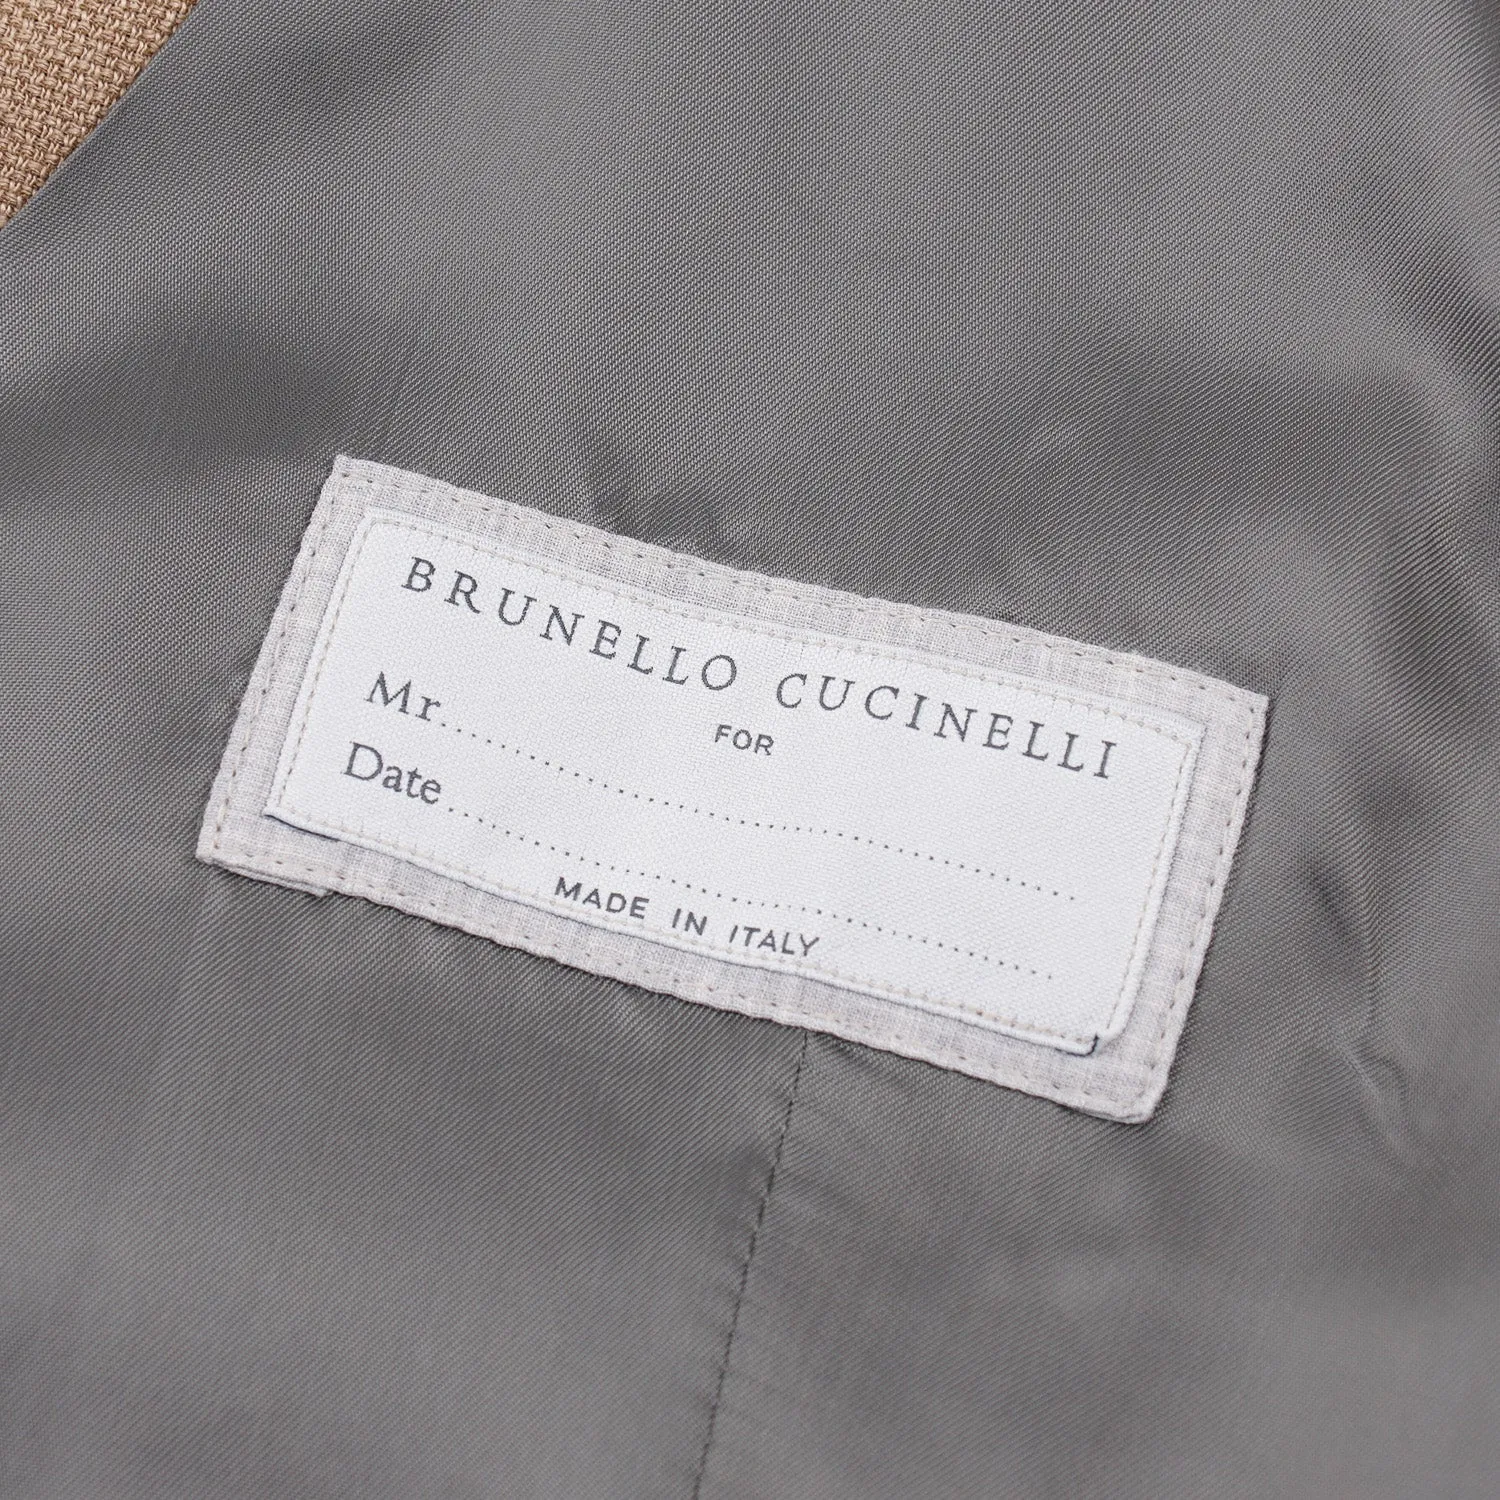 BRUNELLO CUCINELLI
FOR
Mr.....................................................
Date.....................................................
MADE IN ITALY